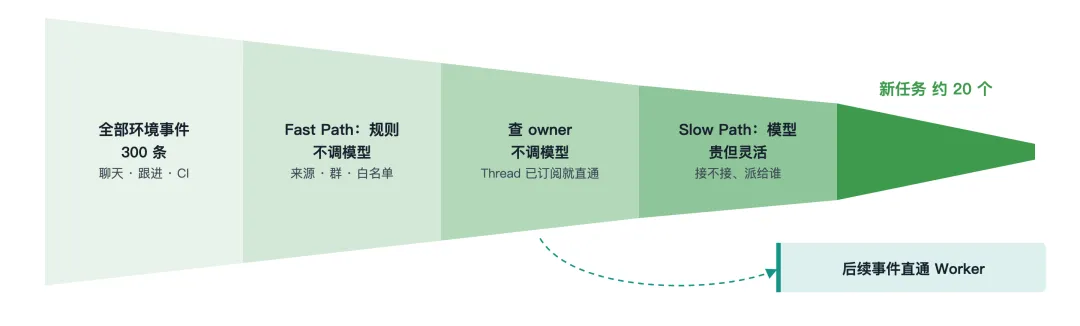 全部环境事件
300 条
聊天 · 跟进 · CI
Fast Path：规则
不调模型
来源 · 群 · 白名单
查 owner
不调模型
Thread 已订阅就直通
Slow Path：模型
贵但灵活
接不接、派给谁
新任务 约 20 个
后续事件直通 Worker